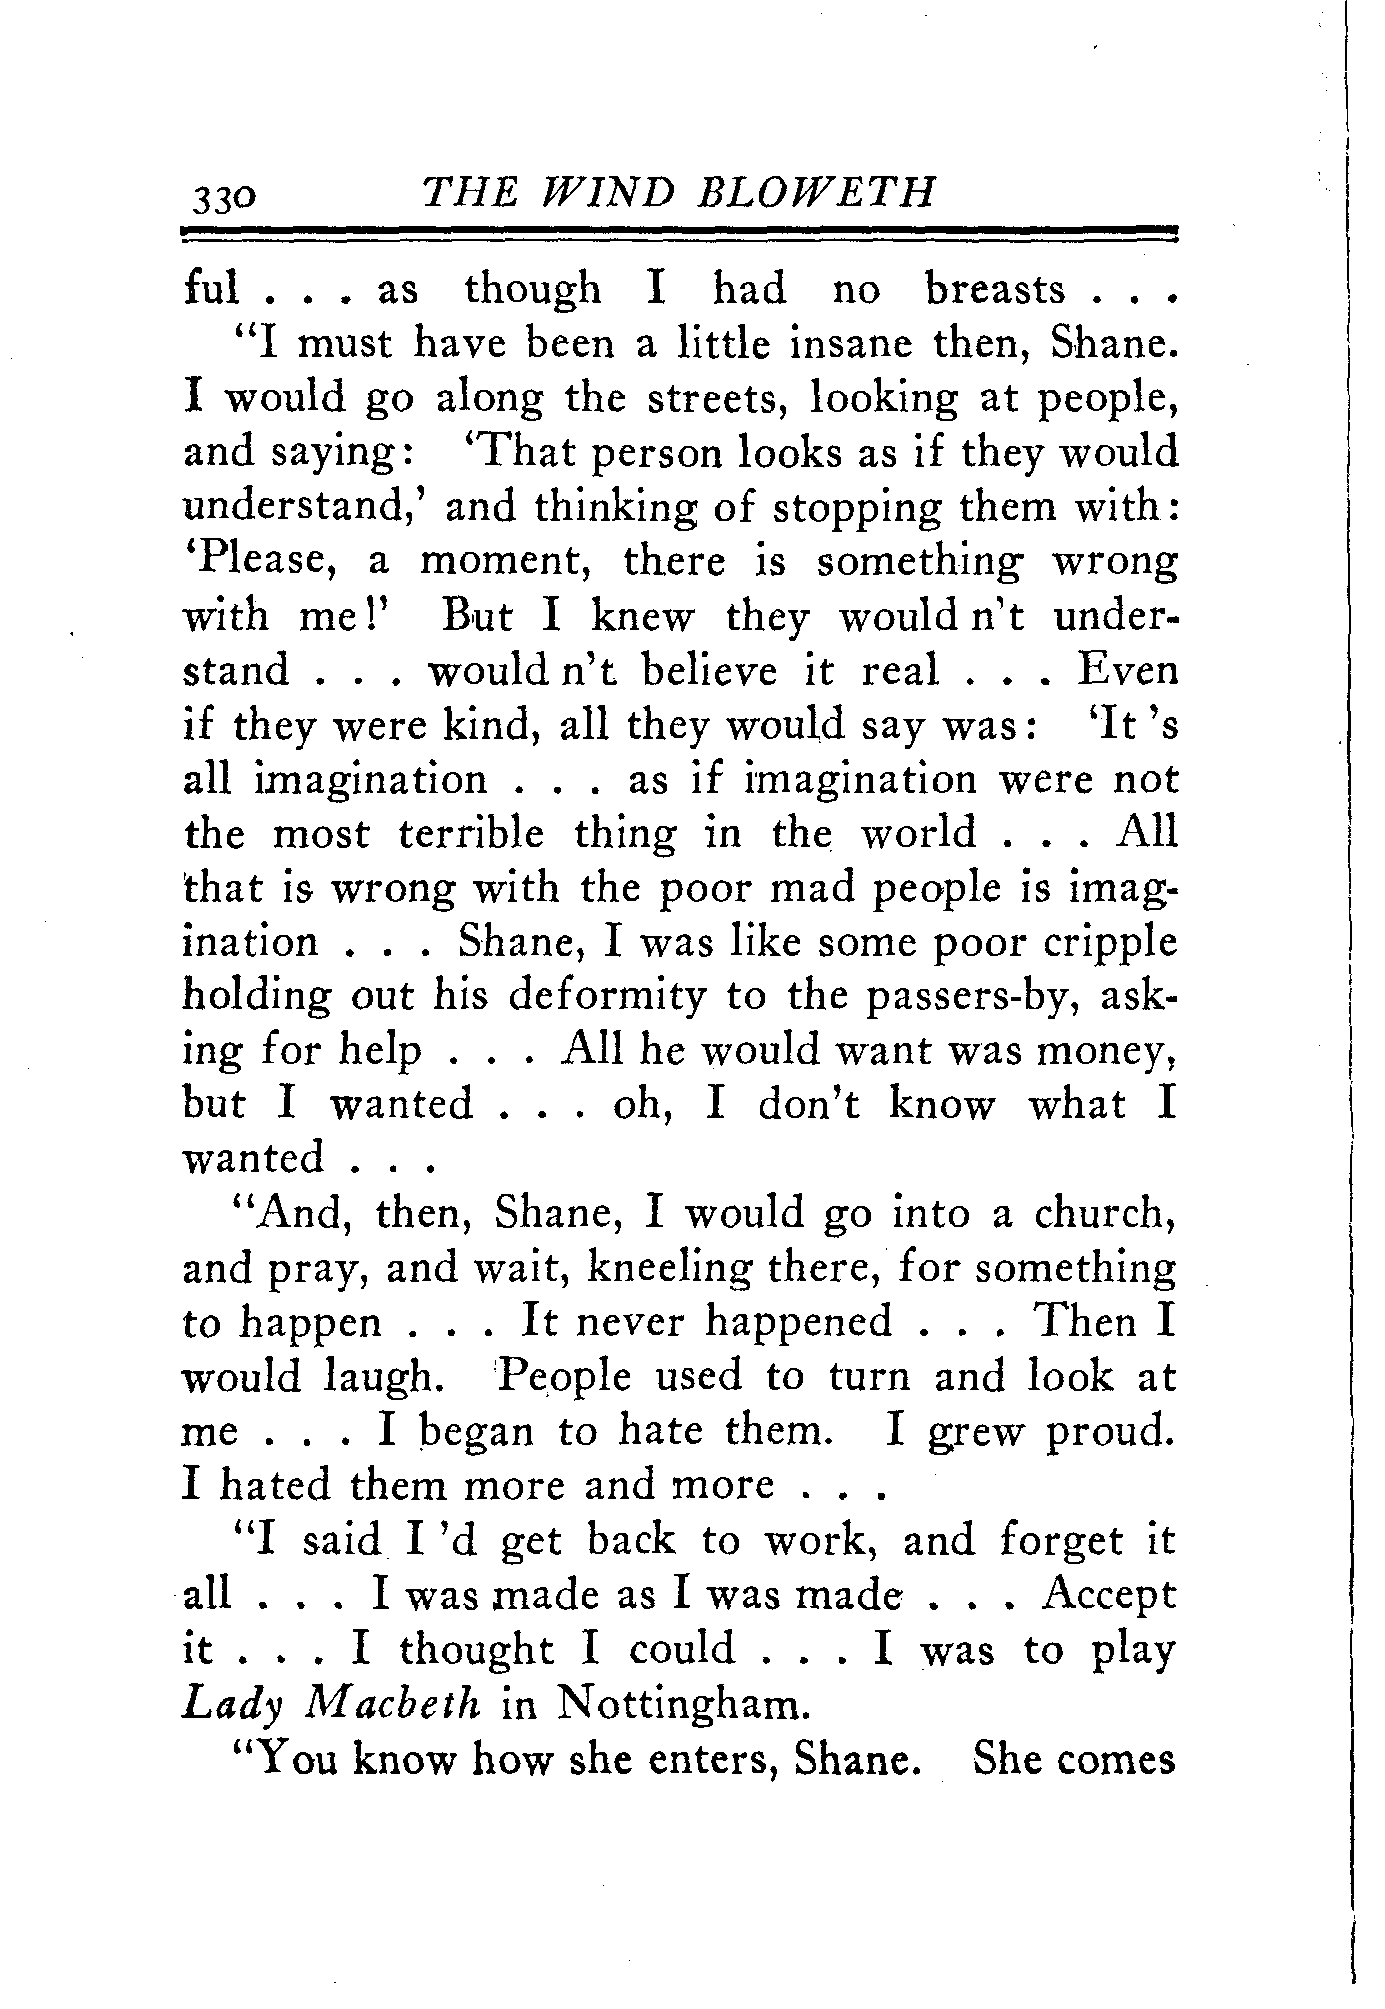 330 THE WIND BLOWETH
ful . . . as though I had no breasts . . .
"I must have been a little insane then, Shane.
I would go along the streets, looking at people,
and saying: 'That person looks as if they would
understand,' and thinking of stopping them with:
'Please, a moment, there is something wrong
with me!' But I knew they would n't under-
stand . . . would n't believe it real . . . Even
if they were kind, all they would say was: 'It 's
all imagination . . . as if imagination were not
the most terrible thing in the world . . . All
that is wrong with the poor mad people is imag-
ination . . . Shane, I was like some poor cripple
holding out his deformity to the passers-by, ask-
ing for help . . . All he would want was money,
but I wanted . . . oh, I don't know what I
wanted . . .
"And, then, Shane, I would go into a church,
and pray, and wait, kneeling there, for something
to happen . . . It never happened . . . Then I
would laugh. People used to turn and look at
me . . . I began to hate them. I grew proud.
I hated them more and more . . .
"I said I 'd get back to work, and forget it
all . . . I was made as I was made . . . Accept
it . . . I thought I could . . . I was to play
Lady Macbeth in Nottingham.
"You know how she enters, Shane. She comes